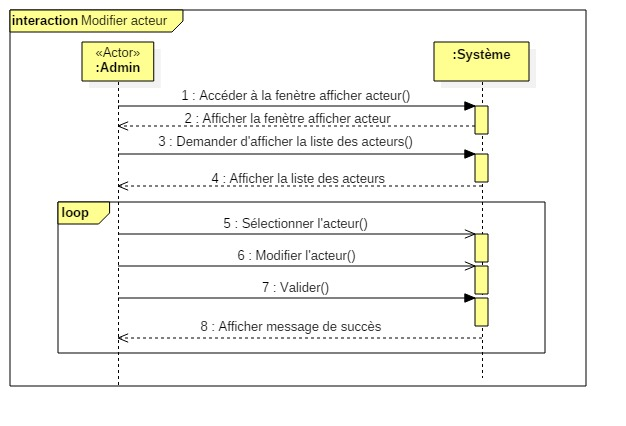 interaction Modifier acteur
«Actor»
:Admin
:Système
1 : Accéder à la fenètre afficher acteur()
2 : Afficher la fenètre afficher acteur
3 : Demander d'afficher la liste des acteurs()
4 : Afficher la liste des acteurs
loop
5 : Sélectionner l'acteur()
6 : Modifier l'acteur()
7 : Valider()
8 : Afficher message de succès